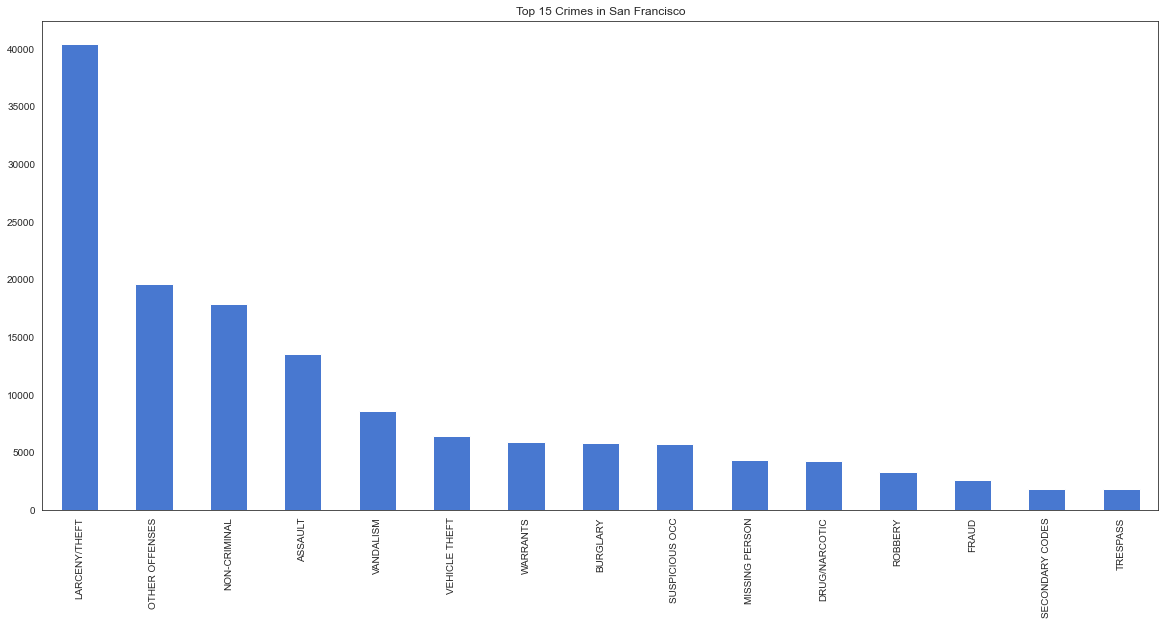 Top 15 Crimes in San Francisco
40000
35000
30000
25000
20000
15000
10000
5000
0
LARCENY/THEFT
OTHER OFFENSES
NON-CRIMINAL
ASSAULT
VANDALISM
VEHICLE THEFT
WARRANTS
BURGLARY
SUSPICIOUS OCC
MISSING PERSON
DRUG/NARCOTIC
ROBBERY
FRAUD
SECONDARY CODES
TRESPASS